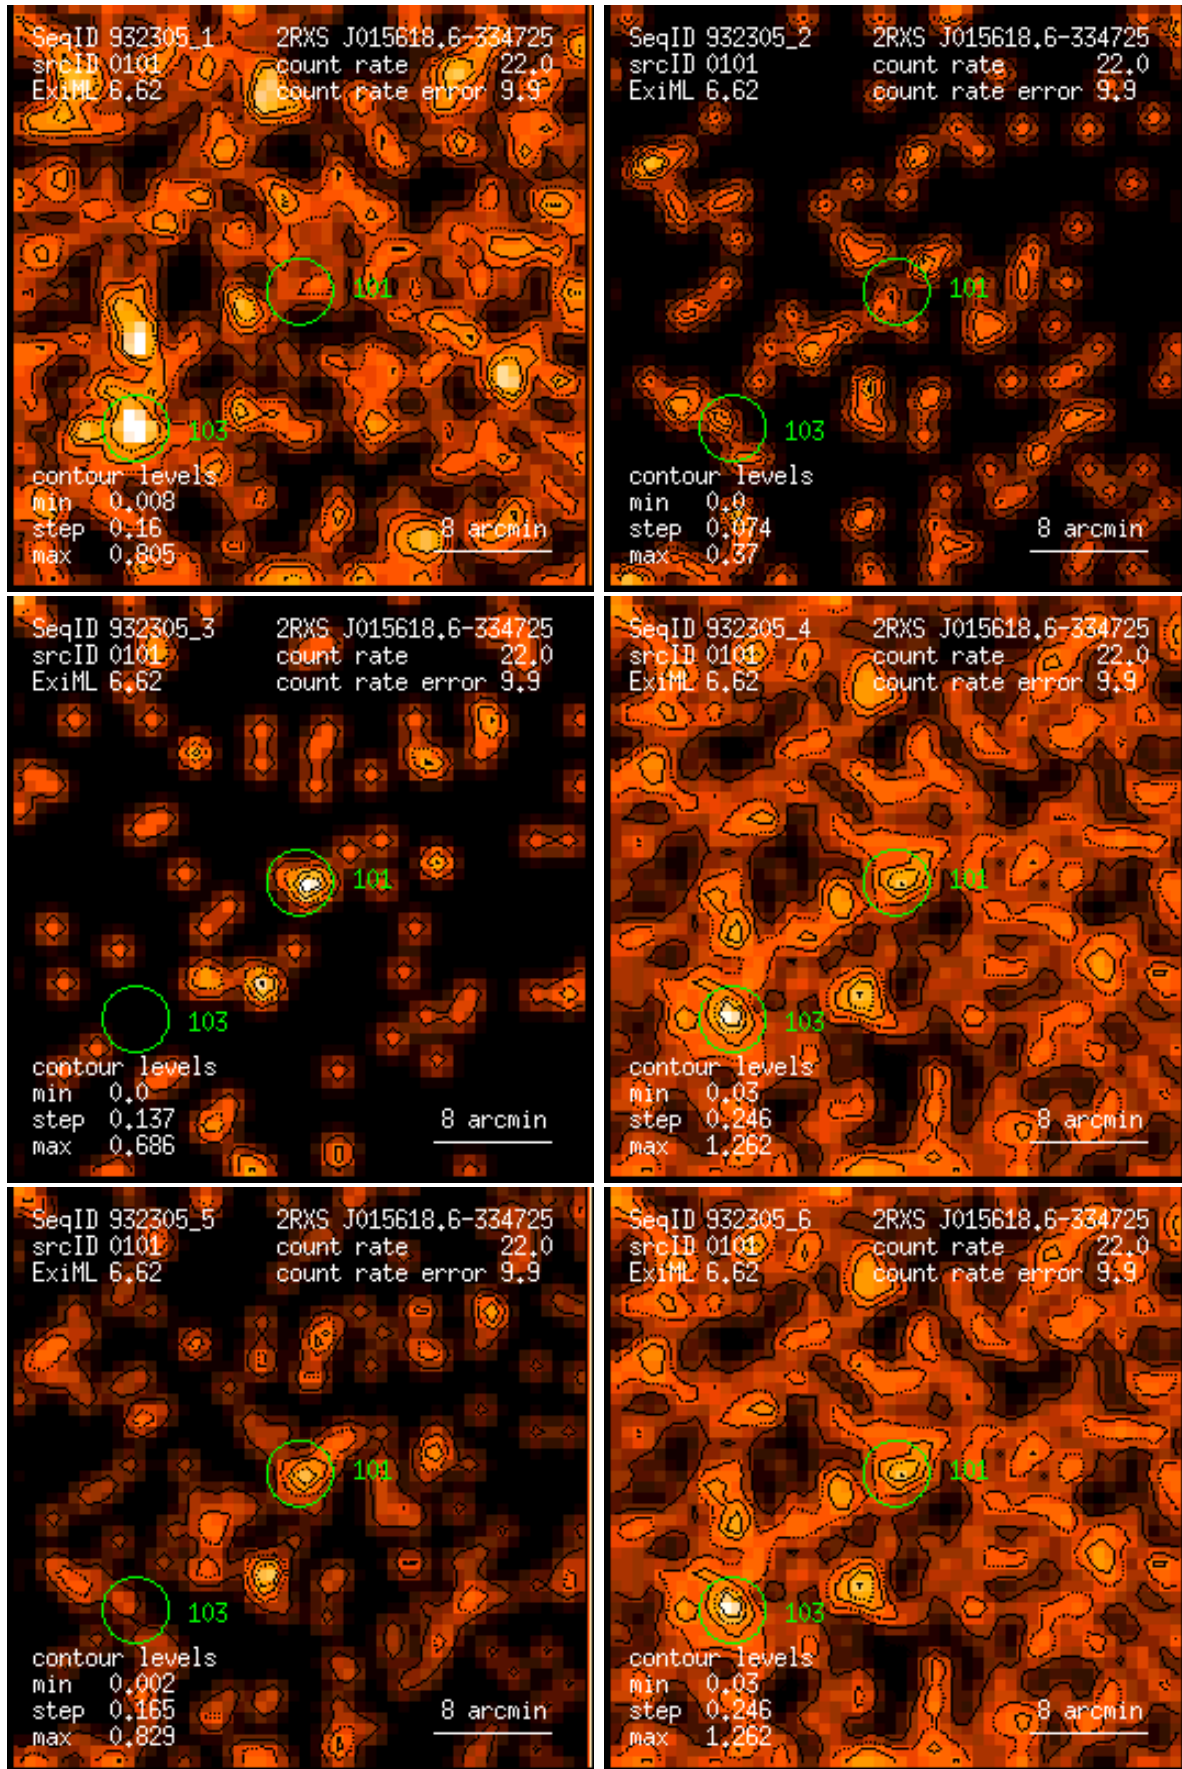 SeqID 932305_1 2RXS J015618.6-334725
srcID 0101 count rate 22.0
ExiML 6.62 count rate error 9.9
101
103
contour levels
min 0.008
step 0.16 8 arcmin
max 0.805
SeqID 932305_2 2RXS J015618.6-334725
srcID 0101 count rate 22.0
ExiML 6.62 count rate error 9.9
101
103
contour levels
min 0.0
step 0.074 8 arcmin
max 0.37
SeqID 932305_3 2RXS J015618.6-334725
srcID 0101 count rate 22.0
ExiML 6.62 count rate error 9.9
101
103
contour levels
min 0.0
step 0.137 8 arcmin
max 0.686
SeqID 932305_4 2RXS J015618.6-334725
srcID 0101 count rate 22.0
ExiML 6.62 count rate error 9.9
101
103
contour levels
min 0.03
step 0.246 8 arcmin
max 1.262
SeqID 932305_5 2RXS J015618.6-334725
srcID 0101 count rate 22.0
ExiML 6.62 count rate error 9.9
101
103
contour levels
min 0.002
step 0.165 8 arcmin
max 0.829
SeqID 932305_6 2RXS J015618.6-334725
srcID 0101 count rate 22.0
ExiML 6.62 count rate error 9.9
101
103
contour levels
min 0.03
step 0.246 8 arcmin
max 1.262